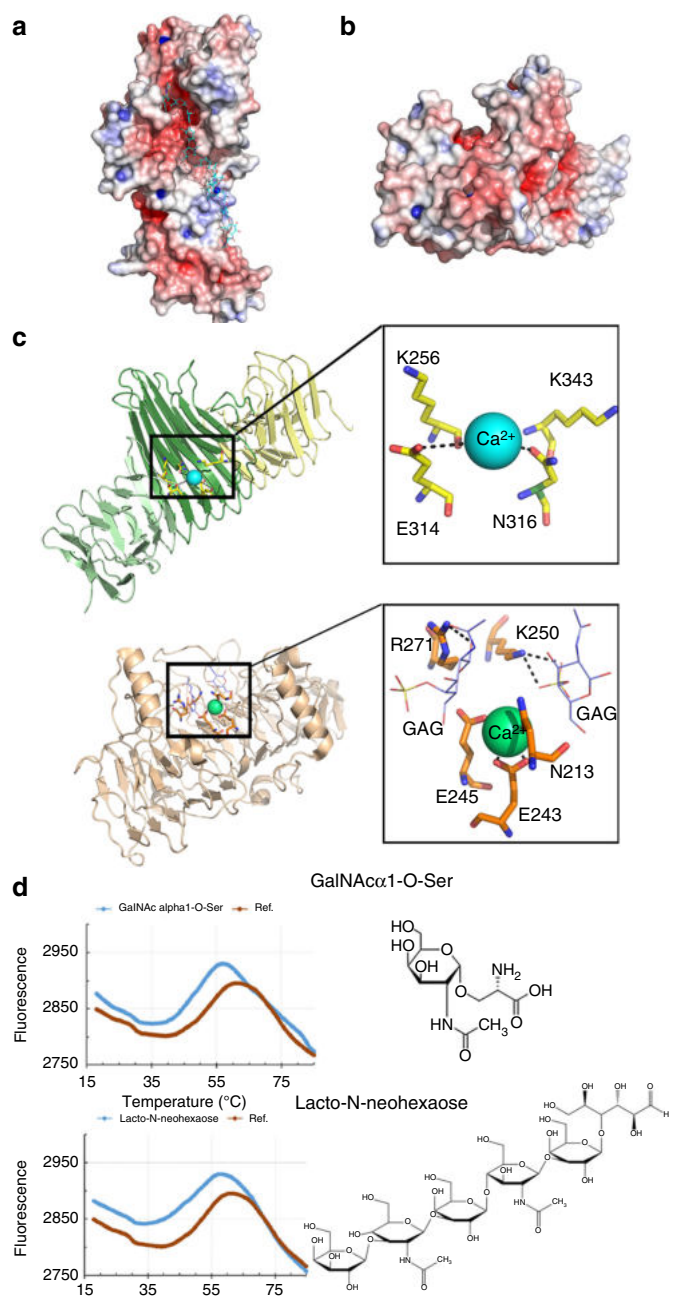 a
b
c
K256
K343
Ca2+
E314
N316
R271
K250
GAG
GAG
Ca2+
N213
E245
E243
d
GalNAcα1-O-Ser
GalNAc alpha1-O-Ser
Ref.
2950
2850
2750
Fluorescence
15
35
55
75
Temperature (°C)
HO
HO
OH
O
NH2
OH
O
O
HN
CH3
O
Lacto-N-neohexaose
Lacto-N-neohexaose
Ref.
2950
2850
2750
Fluorescence
15
35
55
75